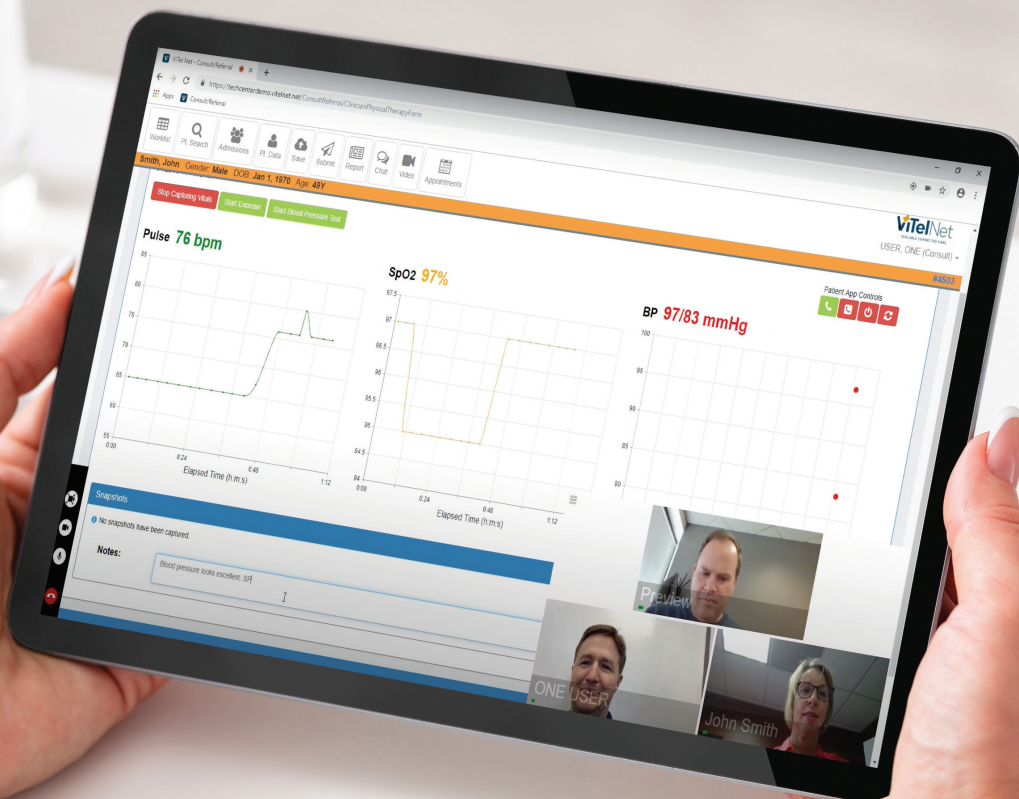 ViTel Net - Consult/Referral
https://techcenterdemo.vitelnet.net/ConsultReferral/ClinicianPhysicalTherapyForm
Apps Consult/Referral
Worklist Pt. Search Admissions Pt. Data Save Submit Report Chat Video Appointments
ViTelNet
SCALABLE CONNECTED CARE
USER, ONE (Consult)
Smith, John Gender: Male DOB: Jan 1, 1970 Age: 49Y
#4503
Stop Capturing Vitals Start Exercise Start Blood Pressure Test
Patient App Controls
Pulse 76 bpm
85
80
75
70
65
60
55
0:00 0:24 0:48 1:12
Elapsed Time (h:m:s)
SpO2 97%
97.5
97
96.5
96
95.5
95
94.5
94
0:00 0:24 0:48 1:12
Elapsed Time (h:m:s)
BP 97/83 mmHg
100
95
90
85
80
Snapshots
No snapshots have been captured.
Notes:
Blood pressure looks excellent, SP
Preview
ONE USER
John Smith